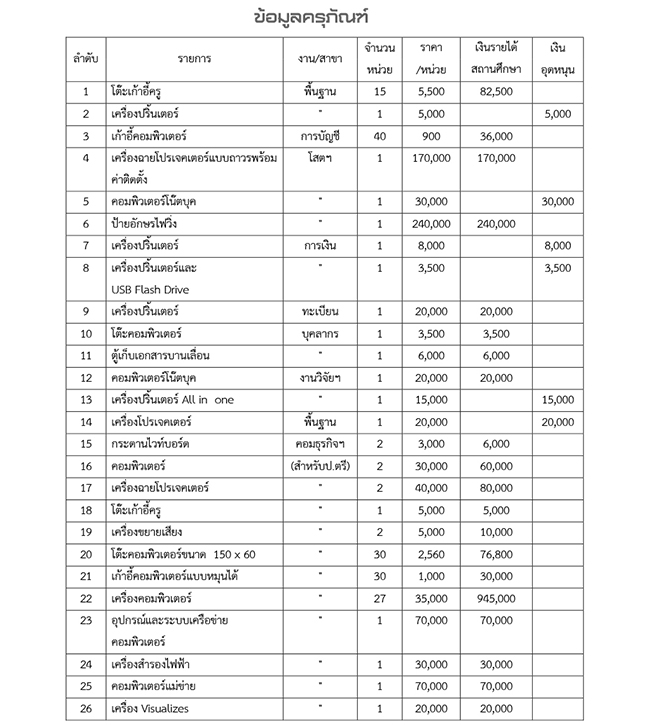 ข้อมูลครุภัณฑ์
ลำดับ รายการ งาน/สาขา จำนวนหน่วย ราคา/หน่วย เงินรายได้สถานศึกษา เงินอุดหนุน
1 โต๊ะเก้าอี้ครู พื้นฐาน 15 5,500 82,500
2 เครื่องปริ้นเตอร์ " 1 5,000 5,000
3 เก้าอี้คอมพิวเตอร์ การบัญชี 40 900 36,000
4 เครื่องฉายโปรเจคเตอร์แบบถาวรพร้อม โสตฯ 1 170,000 170,000
ค่าติดตั้ง
5 คอมพิวเตอร์โน๊ตบุค " 1 30,000 30,000
6 ป้ายอักษรไฟวิ่ง " 1 240,000 240,000
7 เครื่องปริ้นเตอร์ การเงิน 1 8,000 8,000
8 เครื่องปริ้นเตอร์และ " 1 3,500 3,500
USB Flash Drive
9 เครื่องปริ้นเตอร์ ทะเบียน 1 20,000 20,000
10 โต๊ะคอมพิวเตอร์ บุคลากร 1 3,500 3,500
11 ตู้เก็บเอกสารบานเลื่อน " 1 6,000 6,000
12 คอมพิวเตอร์โน๊ตบุค งานวิจัยฯ 1 20,000 20,000
13 เครื่องปริ้นเตอร์ All in one " 1 15,000 15,000
14 เครื่องโปรเจคเตอร์ พื้นฐาน 1 20,000 20,000
15 กระดานไวท์บอร์ด คอมธุรกิจฯ 2 3,000 6,000
16 คอมพิวเตอร์ (สำหรับป.ตรี) 2 30,000 60,000
17 เครื่องฉายโปรเจคเตอร์ " 2 40,000 80,000
18 โต๊ะเก้าอี้ครู " 1 5,000 5,000
19 เครื่องขยายเสียง " 2 5,000 10,000
20 โต๊ะคอมพิวเตอร์ขนาด 150 x 60 " 30 2,560 76,800
21 เก้าอี้คอมพิวเตอร์แบบหมุนได้ " 30 1,000 30,000
22 เครื่องคอมพิวเตอร์ " 27 35,000 945,000
23 อุปกรณ์และระบบเครือข่าย " 1 70,000 70,000
คอมพิวเตอร์
24 เครื่องสำรองไฟฟ้า " 1 30,000 30,000
25 คอมพิวเตอร์แม่ข่าย " 1 70,000 70,000
26 เครื่อง Visualizes " 1 20,000 20,000